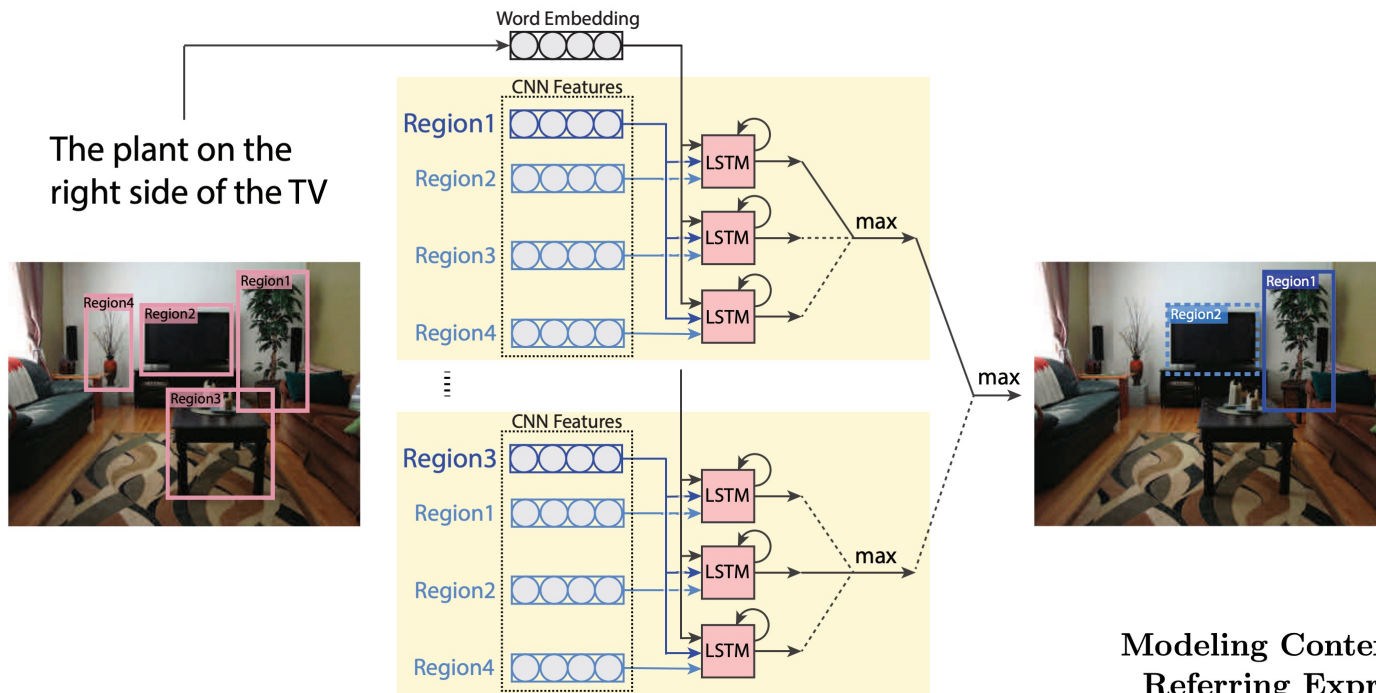 Word Embedding
The plant on the
right side of the TV
CNN Features
Region1
Region2
Region3
Region4
LSTM
LSTM
LSTM
max
CNN Features
Region3
Region1
Region2
Region4
LSTM
LSTM
LSTM
max
max
Region1
Region4
Region2
Region3
Region1
Region2
Modeling Conte
Referring Expr